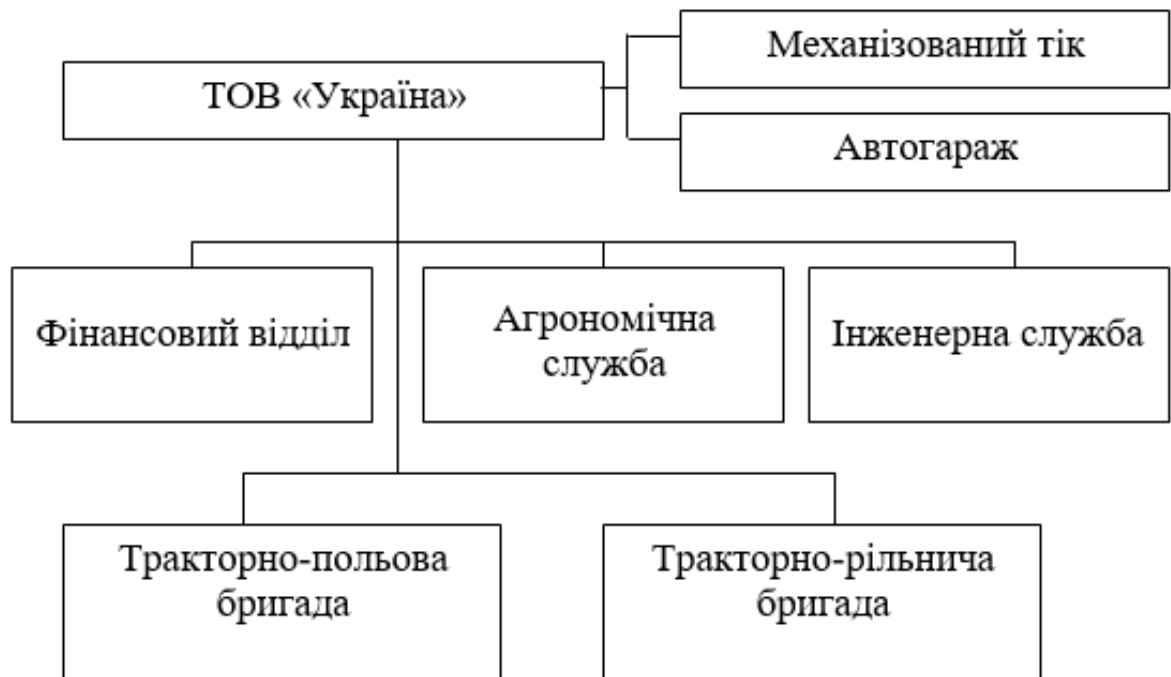 Механізований тік
ТОВ «Україна»
Автогараж
Фінансовий відділ
Агрономічна
служба
Інженерна служба
Тракторно-польова
бригада
Тракторно-рільнича
бригада